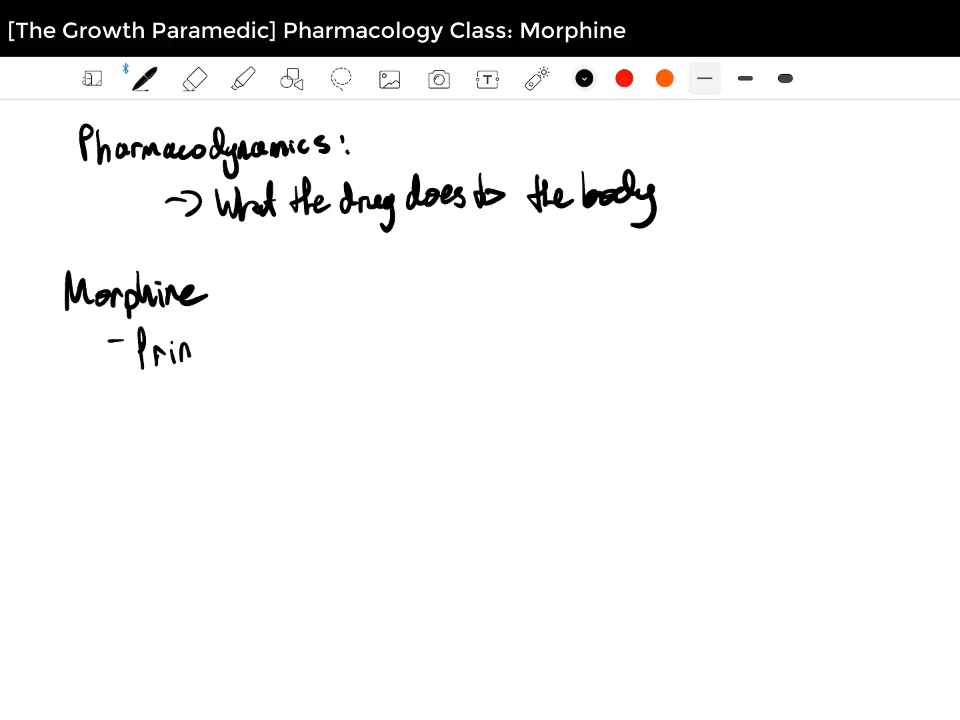 [The Growth Paramedic] Pharmacology Class: Morphine
Pharmacodynamics:
→ What the drug does to the body
Morphine
- Prin